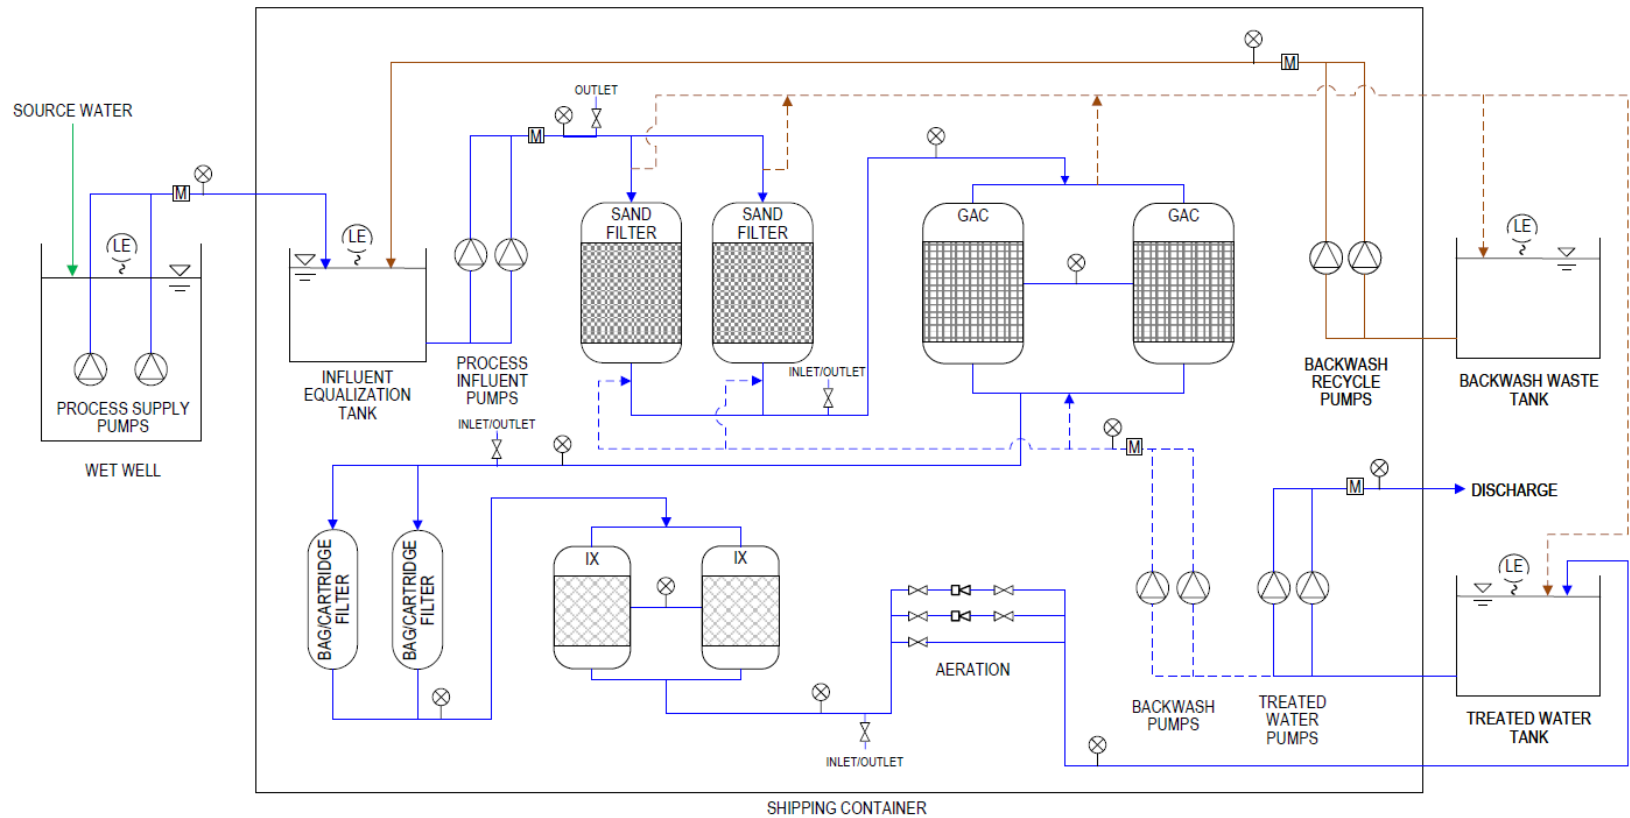 OUTLET
M
SOURCE WATER
M
M
LE
LE
LE
SAND
FILTER
SAND
FILTER
GAC
GAC
PROCESS SUPPLY
PUMPS
WET WELL
INFLUENT
EQUALIZATION
TANK
PROCESS
INFLUENT
PUMPS
INLET/OUTLET
INLET/OUTLET
BACKWASH
RECYCLE
PUMPS
BACKWASH WASTE
TANK
M
M
DISCHARGE
BAG/CARTRIDGE
FILTER
BAG/CARTRIDGE
FILTER
IX
IX
LE
AERATION
BACKWASH
PUMPS
TREATED
WATER
PUMPS
TREATED WATER
TANK
INLET/OUTLET
SHIPPING CONTAINER